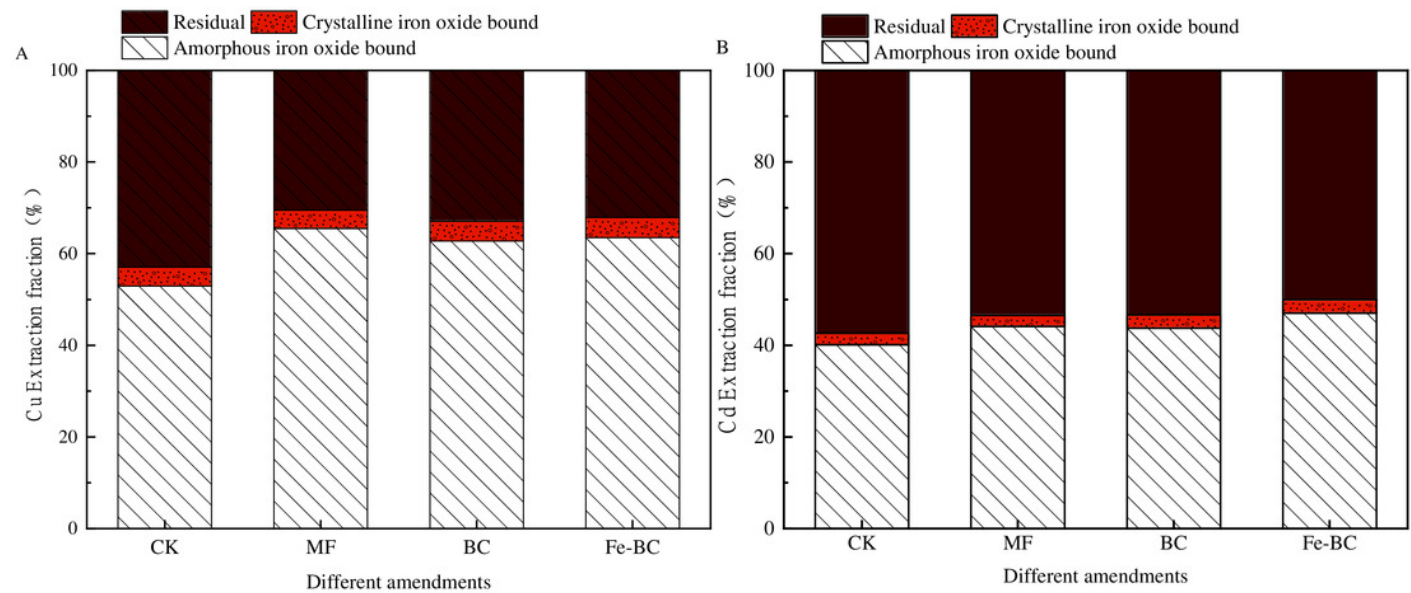 A
Residual Crystalline iron oxide bound
Amorphous iron oxide bound
Cu Extraction fraction (%)
100
80
60
40
20
0
CK MF BC Fe-BC
Different amendments
B
Residual Crystalline iron oxide bound
Amorphous iron oxide bound
Cd Extraction fraction (%)
100
80
60
40
20
0
CK MF BC Fe-BC
Different amendments